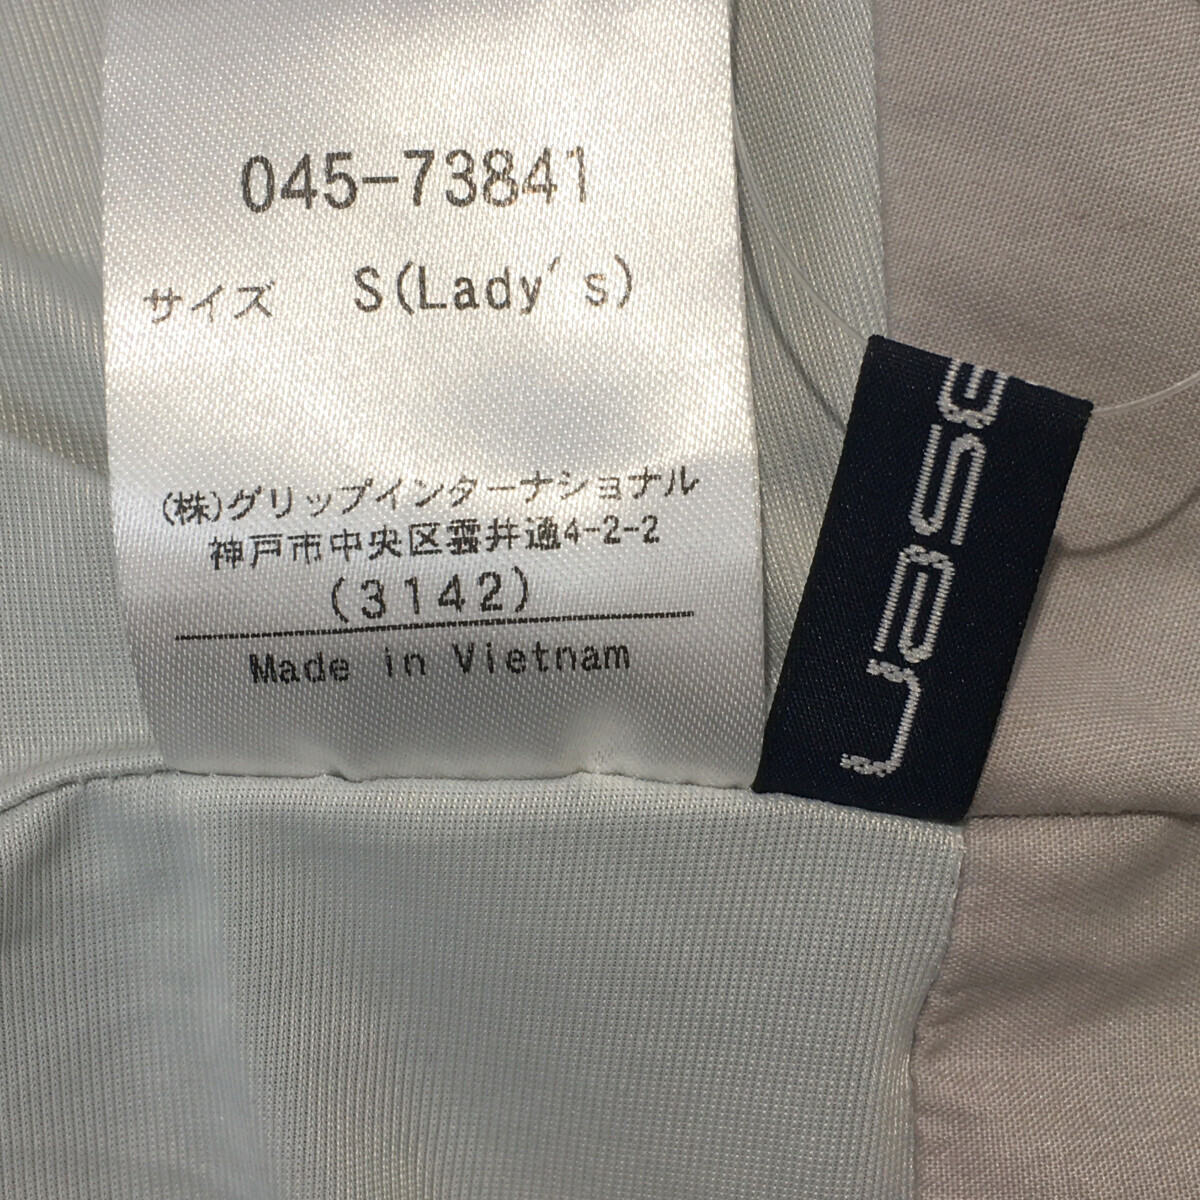 045-73841
サイズ S(Lady's)
(株)グリップインターナショナル
神戸市中央区雲井通4-2-2
(3142)
Made in Vietnam